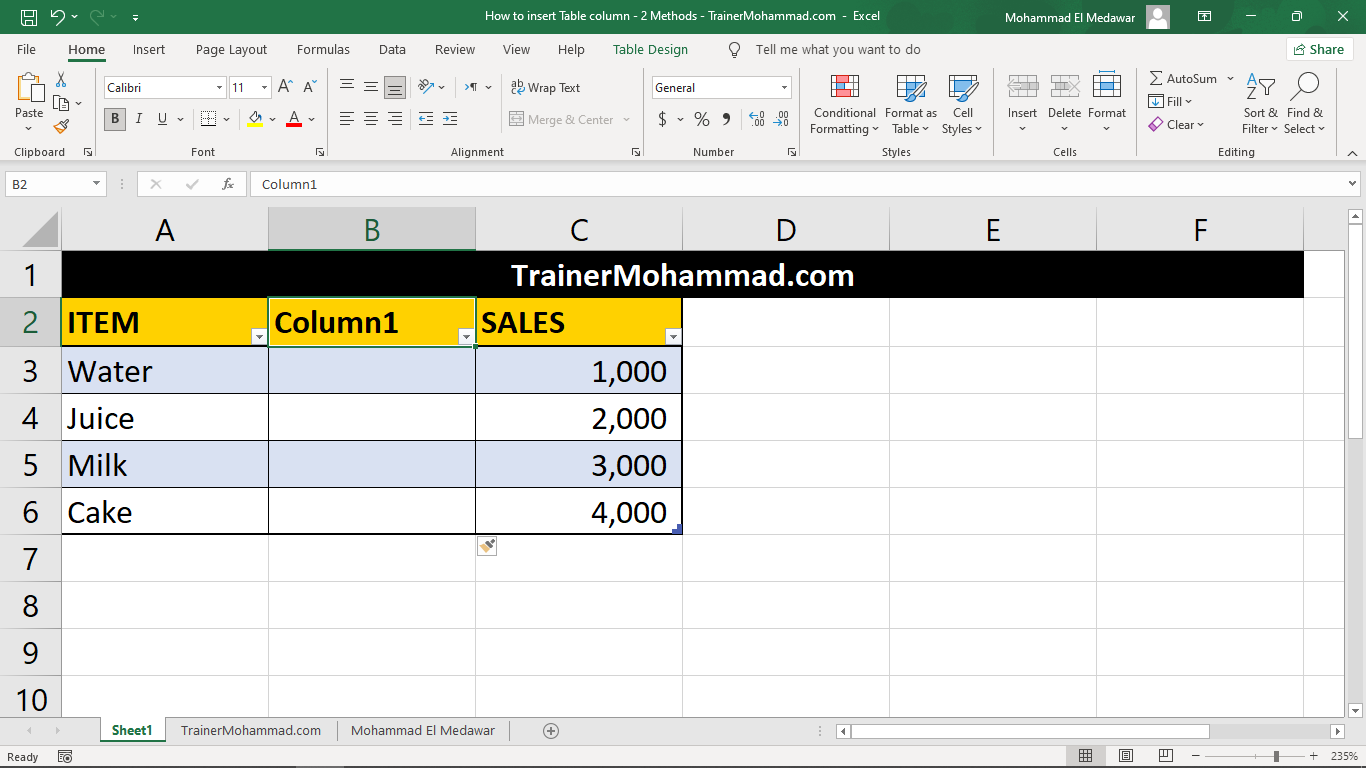 How to insert Table column - 2 Methods - TrainerMohammad.com - Excel
Mohammad El Medawar
File Home Insert Page Layout Formulas Data Review View Help Table Design Tell me what you want to do Share
Paste
Calibri 11
B I U
A A
Wrap Text
Merge & Center
General
$ % ,
Conditional Formatting
Format as Table
Cell Styles
Insert Delete Format
AutoSum
Fill
Clear
Sort & Filter
Find & Select
Clipboard Font Alignment Number Styles Cells Editing
B2 fx Column1
A B C D E F
1 TrainerMohammad.com
2 ITEM Column1 SALES
3 Water 1,000
4 Juice 2,000
5 Milk 3,000
6 Cake 4,000
7
8
9
10
Sheet1 TrainerMohammad.com Mohammad El Medawar
Ready 235%